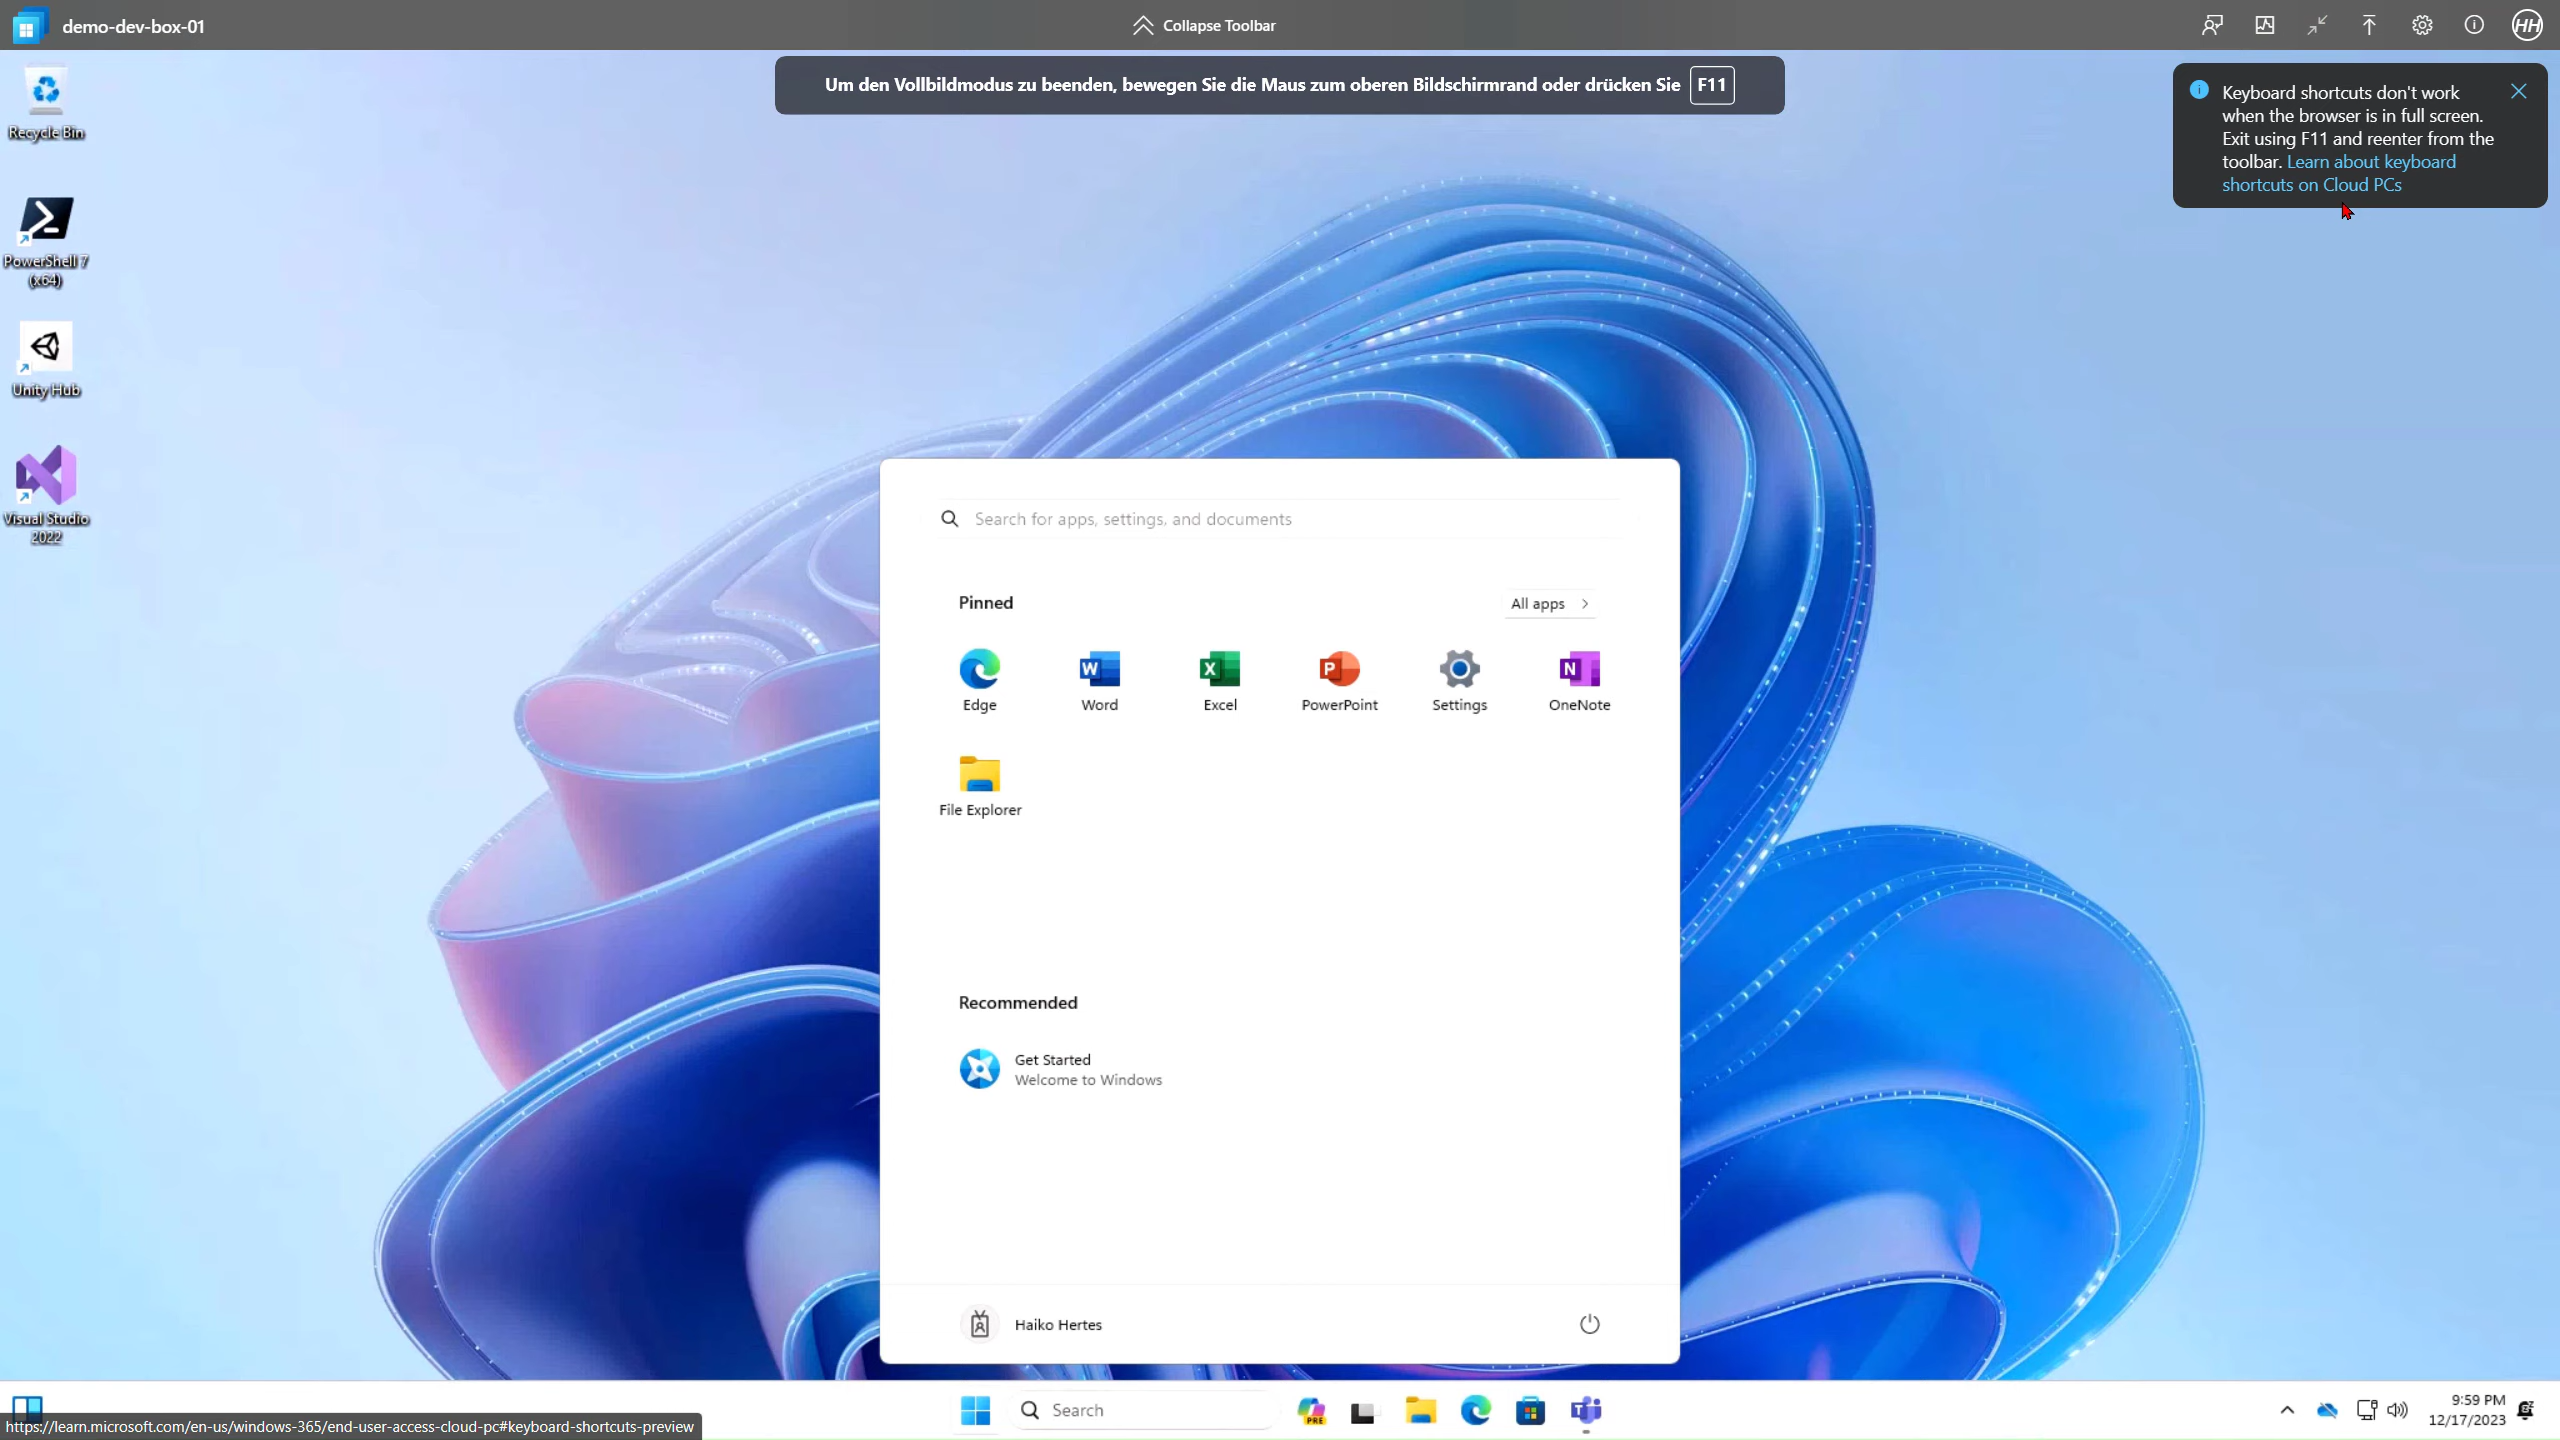 demo-dev-box-01
Collapse Toolbar
HH
Um den Vollbildmodus zu beenden, bewegen Sie die Maus zum oberen Bildschirmrand oder drücken Sie F11
Keyboard shortcuts don't work
when the browser is in full screen.
Exit using F11 and reenter from the
toolbar. Learn about keyboard
shortcuts on Cloud PCs
Recycle Bin
PowerShell 7
(x64)
Unity Hub
Visual Studio
2022
Search for apps, settings, and documents
Pinned
All apps
Edge
Word
Excel
PowerPoint
Settings
OneNote
File Explorer
Recommended
Get Started
Welcome to Windows
Haiko Hertes
https://learn.microsoft.com/en-us/windows-365/end-user-access-cloud-pc#keyboard-shortcuts-preview
Search
PRE
9:59 PM
12/17/2023